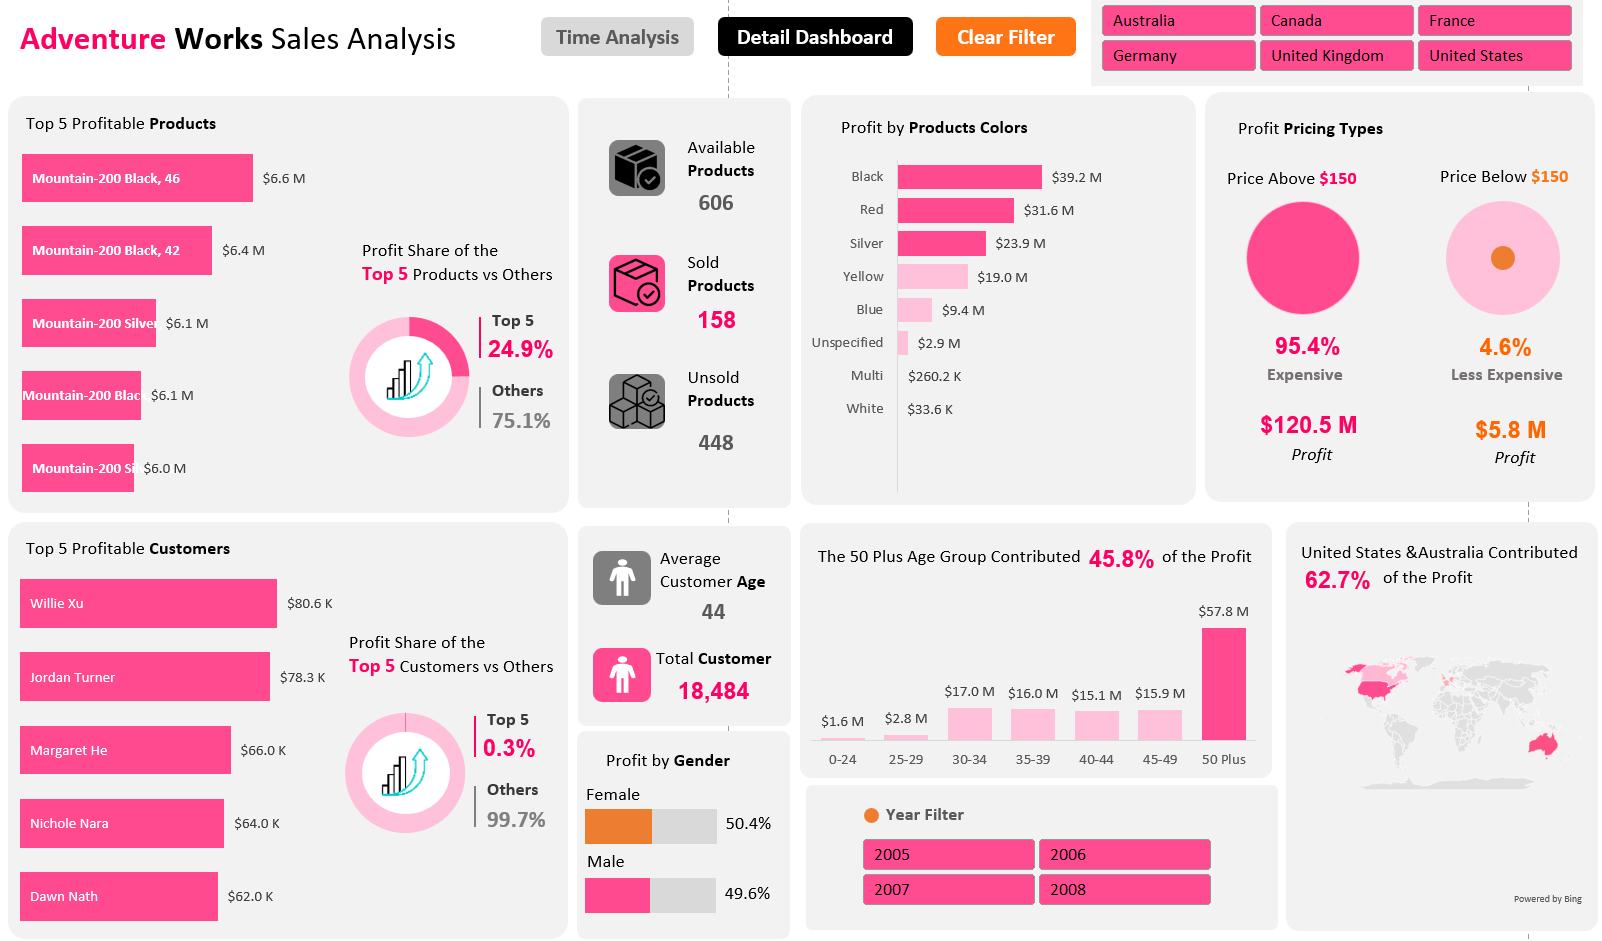 Adventure Works Sales Analysis
Time Analysis
Detail Dashboard
Clear Filter
Australia
Canada
France
Germany
United Kingdom
United States
Top 5 Profitable Products
Mountain-200 Black, 46
$6.6 M
Mountain-200 Black, 42
$6.4 M
Mountain-200 Silver
$6.1 M
Mountain-200 Blac
$6.1 M
Mountain-200 Si
$6.0 M
Profit Share of the
Top 5 Products vs Others
Top 5
24.9%
Others
75.1%
Available
Products
606
Sold
Products
158
Unsold
Products
448
Profit by Products Colors
Black
$39.2 M
Red
$31.6 M
Silver
$23.9 M
Yellow
$19.0 M
Blue
$9.4 M
Unspecified
$2.9 M
Multi
$260.2 K
White
$33.6 K
Profit Pricing Types
Price Above $150
95.4%
Expensive
$120.5 M
Profit
Price Below $150
4.6%
Less Expensive
$5.8 M
Profit
Top 5 Profitable Customers
Willie Xu
$80.6 K
Jordan Turner
$78.3 K
Margaret He
$66.0 K
Nichole Nara
$64.0 K
Dawn Nath
$62.0 K
Profit Share of the
Top 5 Customers vs Others
Top 5
0.3%
Others
99.7%
Average
Customer Age
44
Total Customer
18,484
Profit by Gender
Female
50.4%
Male
49.6%
The 50 Plus Age Group Contributed 45.8% of the Profit
$1.6 M
$2.8 M
$17.0 M
$16.0 M
$15.1 M
$15.9 M
$57.8 M
0-24
25-29
30-34
35-39
40-44
45-49
50 Plus
Year Filter
2005
2006
2007
2008
United States &Australia Contributed
62.7% of the Profit
Powered by Bing